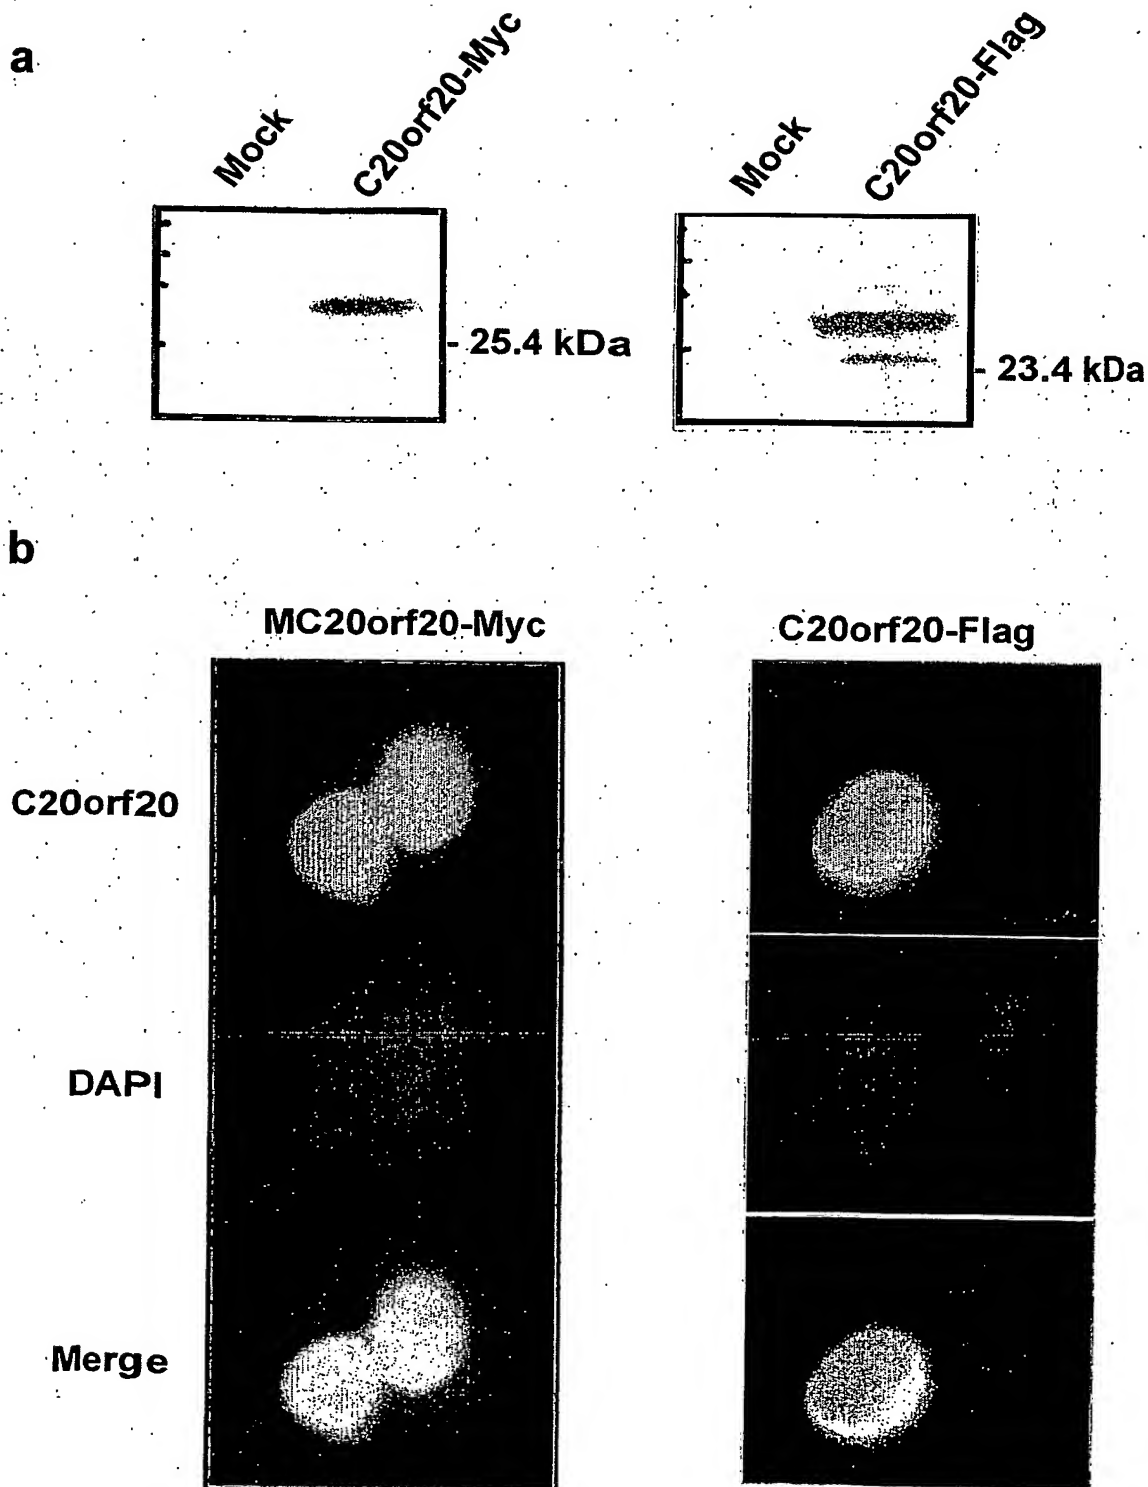 a
Mock
C20orf20-Myc
Mock
C20orf20-Flag
- 25.4 kDa
- 23.4 kDa
b
MC20orf20-Myc
C20orf20-Flag
C20orf20
DAPI
Merge